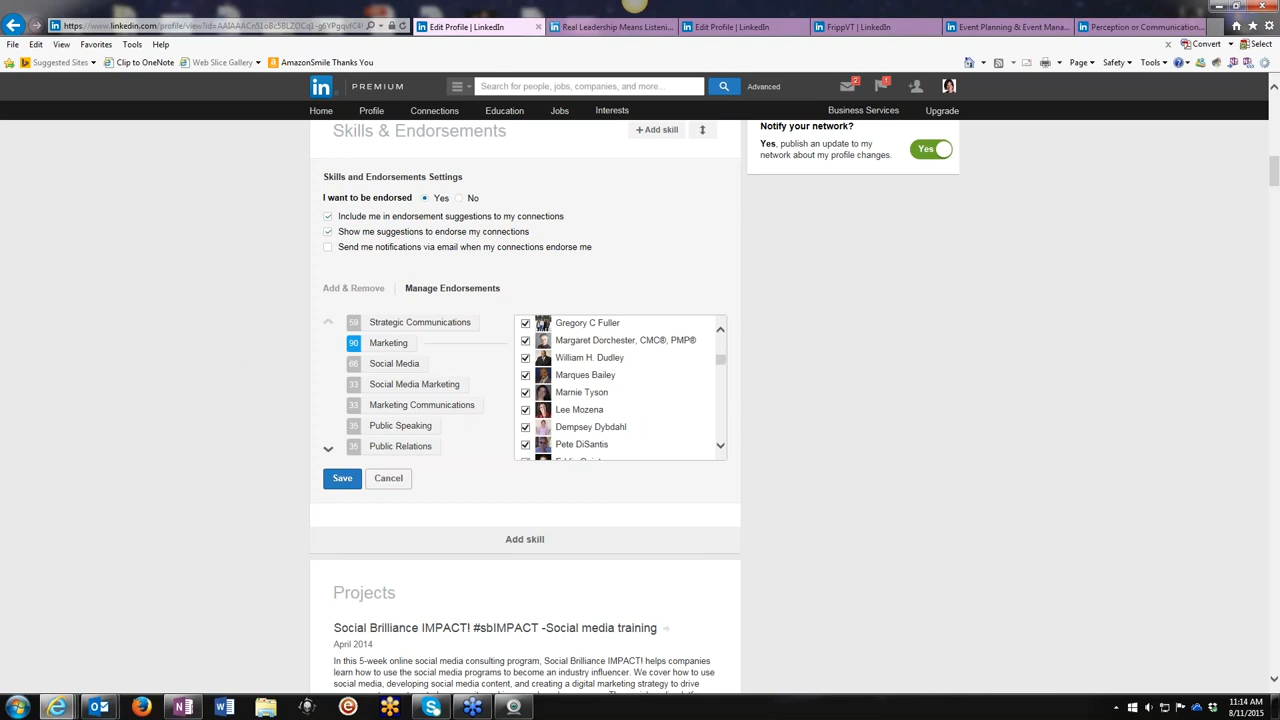 https://www.linkedin.com/profile/view?id=
Edit Profile | LinkedIn
Real Leadership Means Listeni...
Edit Profile | LinkedIn
FrippVT | LinkedIn
Event Planning & Event Mana...
Perception or Communication...
File Edit View Favorites Tools Help
Convert Select
Suggested Sites Clip to OneNote Web Slice Gallery AmazonSmile Thank You
Page Safety Tools
in PREMIUM Search for people, jobs, companies, and more... Advanced 2 1
Home Profile Connections Education Jobs Interests Business Services Upgrade
Skills & Endorsements
+ Add skill
Notify your network?
Yes, publish an update to my
network about my profile changes.
Yes
Skills and Endorsements Settings
I want to be endorsed Yes No
Include me in endorsement suggestions to my connections
Show me suggestions to endorse my connections
Send me notifications via email when my connections endorse me
Add & Remove Manage Endorsements
59 Strategic Communications
90 Marketing
66 Social Media
33 Social Media Marketing
33 Marketing Communications
35 Public Speaking
35 Public Relations
Gregory C Fuller
Margaret Dorchester, CMC®, PMP®
William H. Dudley
Marques Bailey
Marnie Tyson
Lee Mozena
Dempsey Dybdahl
Pete DiSantis
Save Cancel
Add skill
Projects
Social Brilliance IMPACT! #sbIMPACT -Social media training
April 2014
In this 5-week online social media consulting program, Social Brilliance IMPACT! helps companies
learn how to use the social media programs to become an industry influencer. We cover how to use
social media, developing social media content, and creating a digital marketing strategy to drive
11:14 AM
8/11/2015